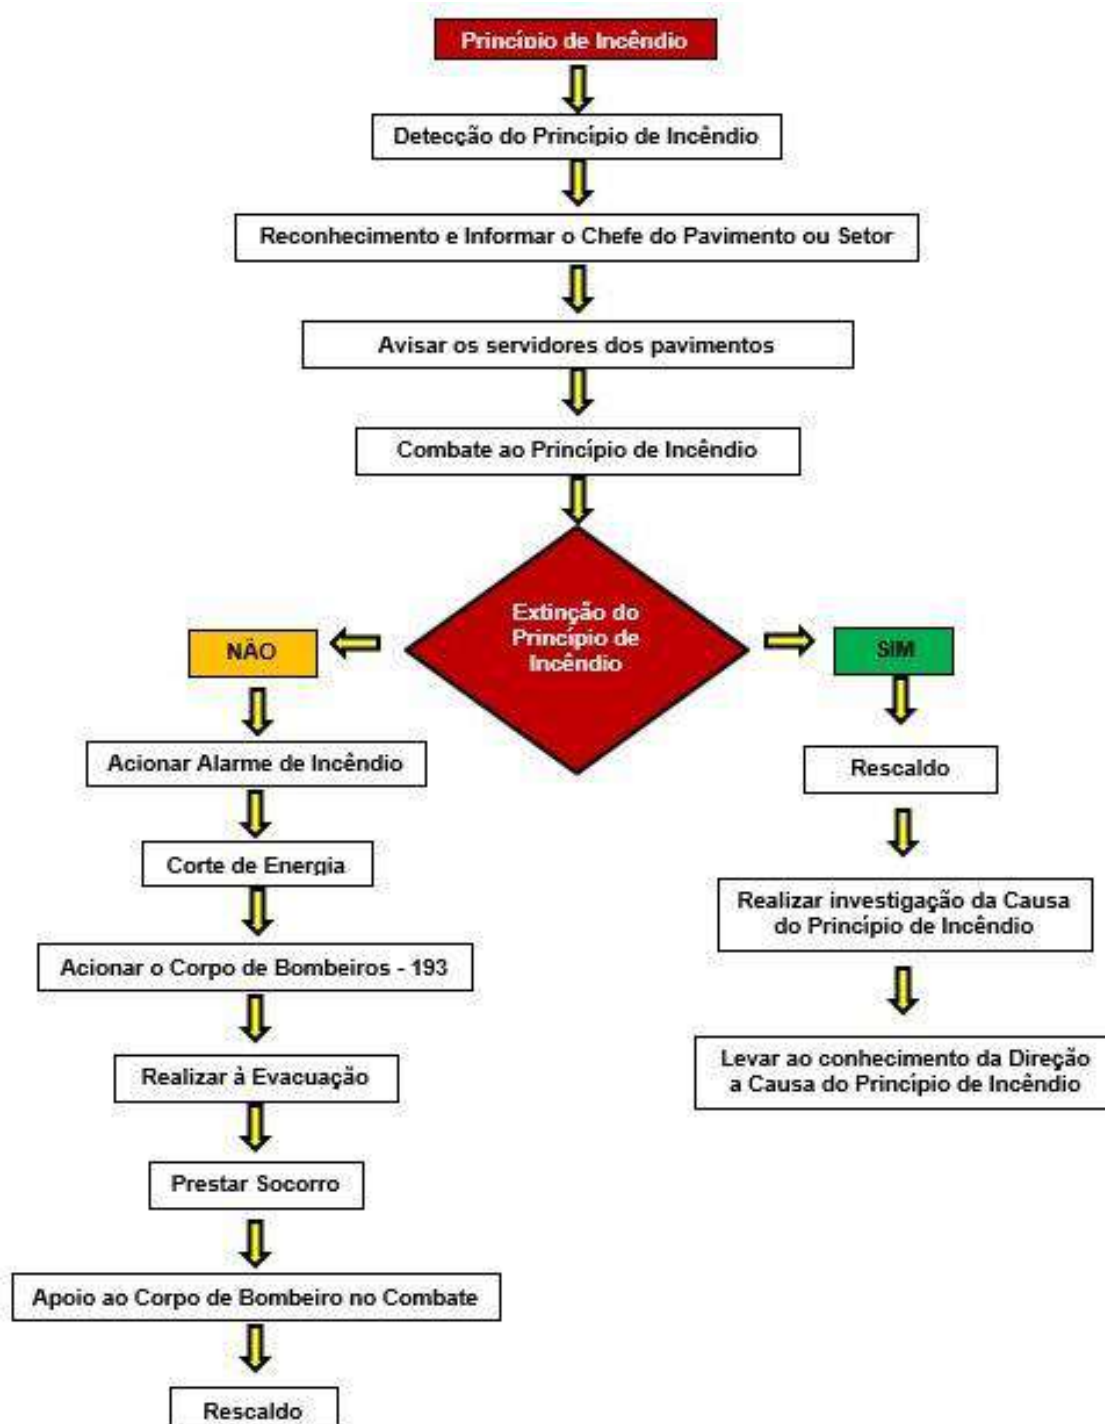 Princípio de Incêndio
Detecção do Princípio de Incêndio
Reconhecimento e Informar o Chefe do Pavimento ou Setor
Avisar os servidores dos pavimentos
Combate ao Princípio de Incêndio
Extinção do
Princípio de
Incêndio
NÃO
SIM
Acionar Alarme de Incêndio
Corte de Energia
Acionar o Corpo de Bombeiros - 193
Realizar à Evacuação
Prestar Socorro
Apoio ao Corpo de Bombeiro no Combate
Rescaldo
Rescaldo
Realizar investigação da Causa
do Princípio de Incêndio
Levar ao conhecimento da Direção
a Causa do Princípio de Incêndio